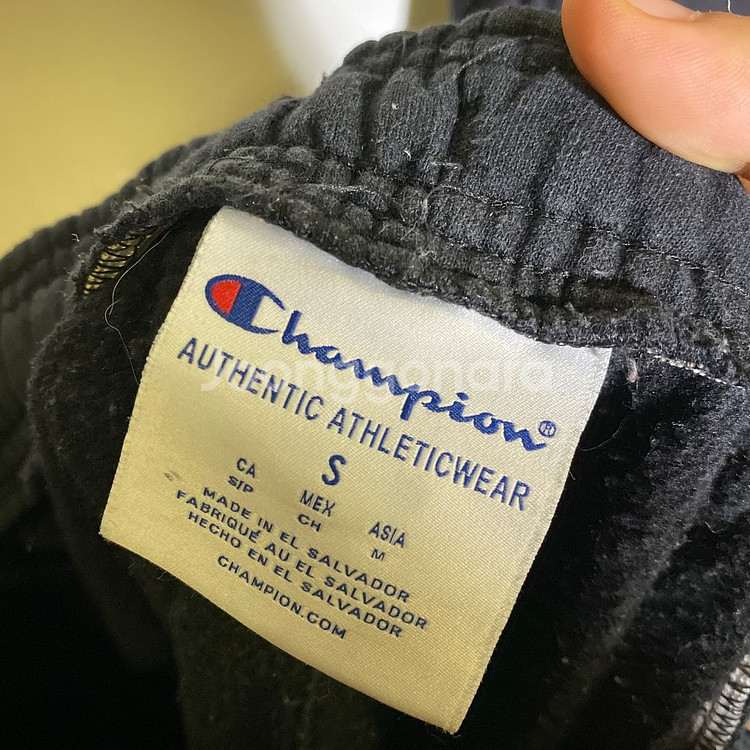 Champion®
AUTHENTIC ATHLETICWEAR
S
CA MEX ASIA
S/P CH M
MADE IN EL SALVADOR
FABRIQUÉ AU EL SALVADOR
HECHO EN EL SALVADOR
CHAMPION.COM